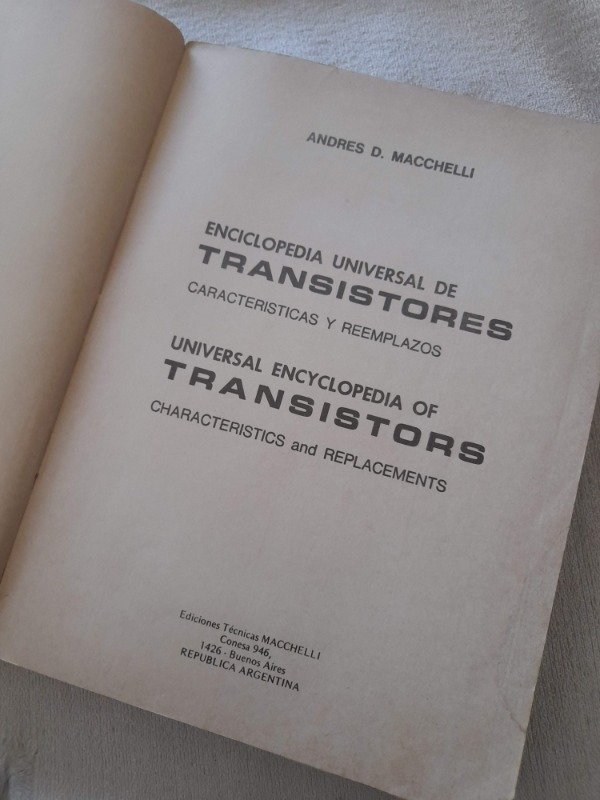 ANDRES D. MACCHELLI
ENCICLOPEDIA UNIVERSAL DE
TRANSISTORES
CARACTERISTICAS Y REEMPLAZOS
UNIVERSAL ENCYCLOPEDIA OF
TRANSISTORS
CHARACTERISTICS and REPLACEMENTS
Ediciones Técnicas MACCHELLI
Conesa 946,
1426 - Buenos Aires
REPUBLICA ARGENTINA